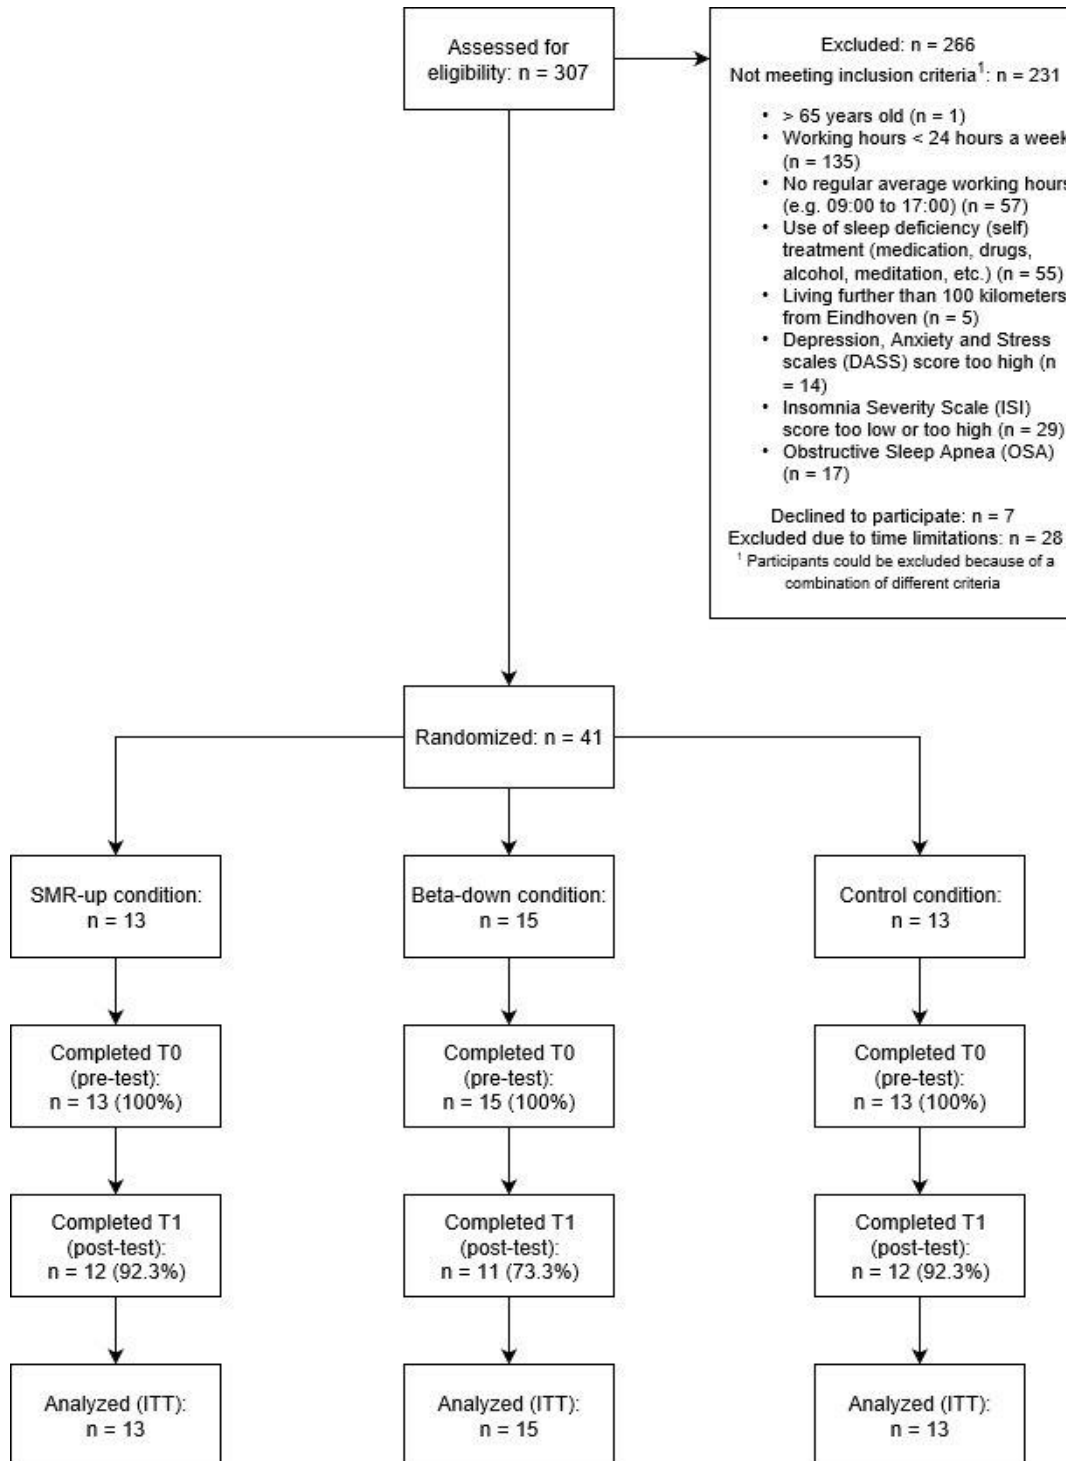 Assessed for
eligibility: n = 307
Excluded: n = 266
Not meeting inclusion criteria¹: n = 231
• > 65 years old (n = 1)
• Working hours < 24 hours a week
(n = 135)
• No regular average working hours
(e.g. 09:00 to 17:00) (n = 57)
• Use of sleep deficiency (self)
treatment (medication, drugs,
alcohol, meditation, etc.) (n = 55)
• Living further than 100 kilometers
from Eindhoven (n = 5)
• Depression, Anxiety and Stress
scales (DASS) score too high (n
= 14)
• Insomnia Severity Scale (ISI)
score too low or too high (n = 29)
• Obstructive Sleep Apnea (OSA)
(n = 17)
Declined to participate: n = 7
Excluded due to time limitations: n = 28
¹ Participants could be excluded because of a
combination of different criteria
Randomized: n = 41
SMR-up condition:
n = 13
Beta-down condition:
n = 15
Control condition:
n = 13
Completed T0
(pre-test):
n = 13 (100%)
Completed T0
(pre-test):
n = 15 (100%)
Completed T0
(pre-test):
n = 13 (100%)
Completed T1
(post-test):
n = 12 (92.3%)
Completed T1
(post-test):
n = 11 (73.3%)
Completed T1
(post-test):
n = 12 (92.3%)
Analyzed (ITT):
n = 13
Analyzed (ITT):
n = 15
Analyzed (ITT):
n = 13